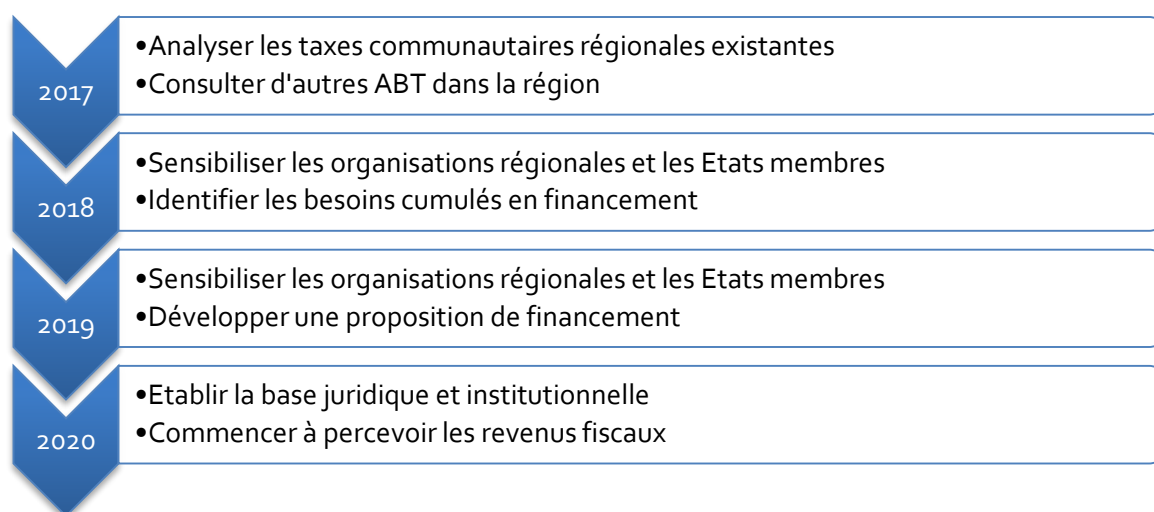 2017
•Analyser les taxes communautaires régionales existantes
•Consulter d'autres ABT dans la région
2018
•Sensibiliser les organisations régionales et les Etats membres
•Identifier les besoins cumulés en financement
2019
•Sensibiliser les organisations régionales et les Etats membres
•Développer une proposition de financement
2020
•Etablir la base juridique et institutionnelle
•Commencer à percevoir les revenus fiscaux